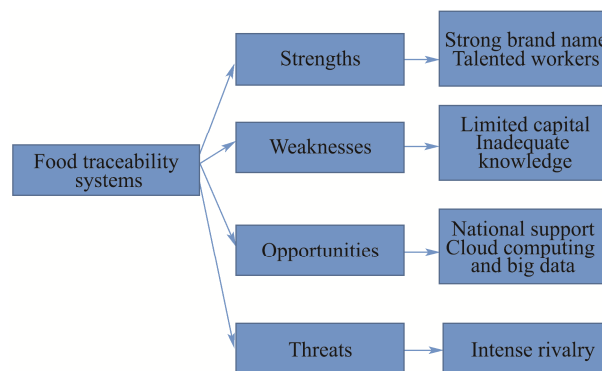 Strengths
Strong brand name
Talented workers
Food traceability
systems
Weaknesses
Limited capital
Inadequate
knowledge
Opportunities
National support
Cloud computing
and big data
Threats
Intense rivalry